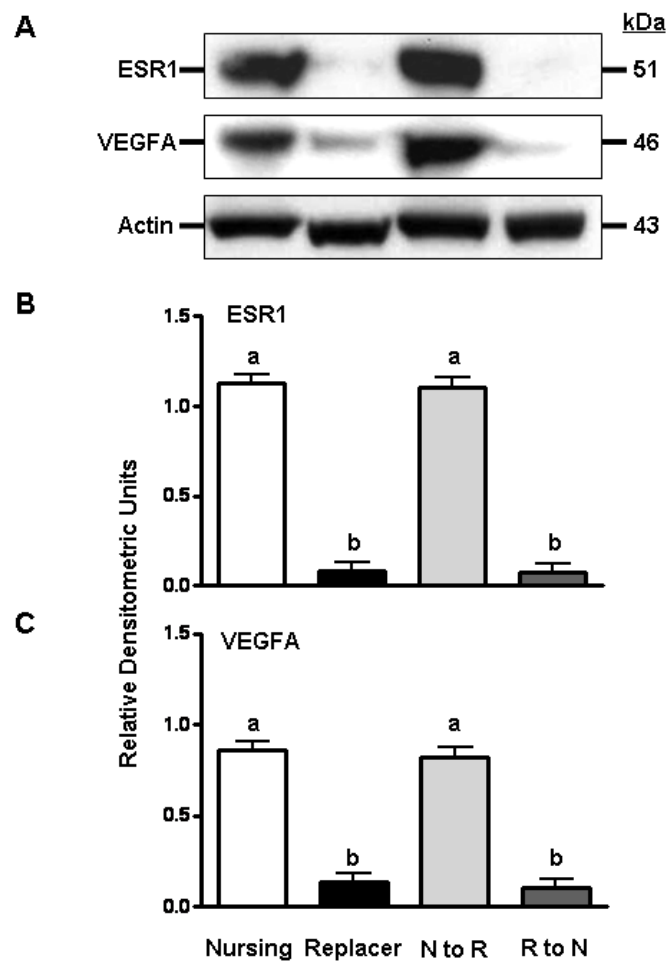 A
kDa
ESR1
51
VEGFA
46
Actin
43
B
ESR1
1.5
1.0
0.5
0.0
a
b
a
b
Relative Densitometric Units
C
VEGFA
1.5
1.0
0.5
0.0
a
b
a
b
Nursing Replacer N to R R to N